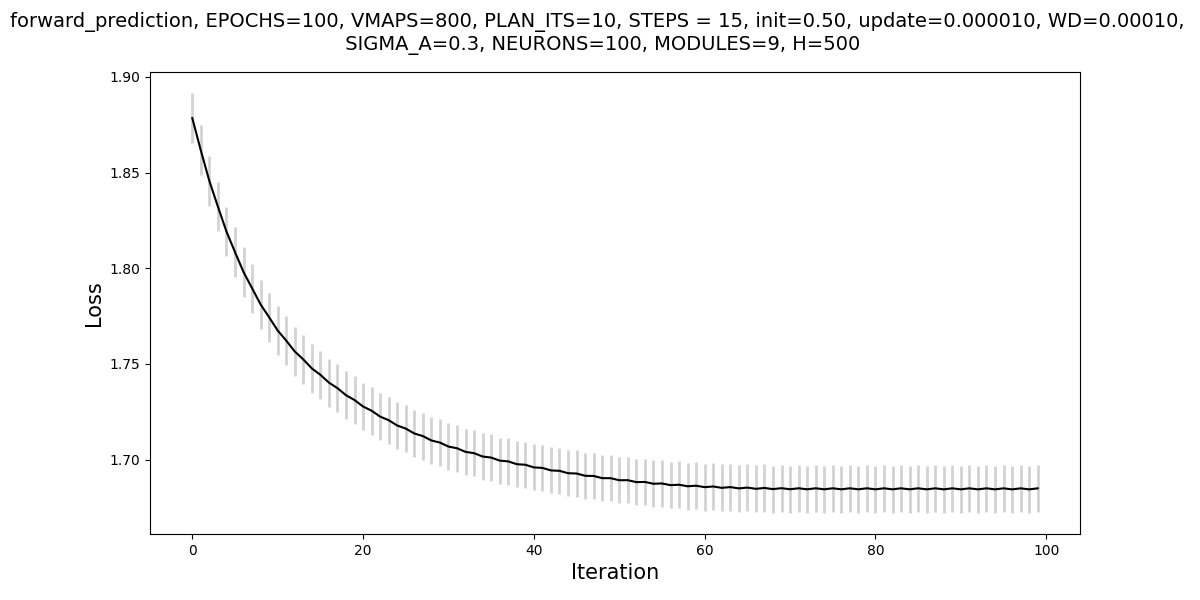 forward_prediction, EPOCHS=100, VMAPS=800, PLAN_ITS=10, STEPS = 15, init=0.50, update=0.000010, WD=0.00010,
SIGMA_A=0.3, NEURONS=100, MODULES=9, H=500
1.90
1.85
1.80
1.75
1.70
Loss
0
20
40
60
80
100
Iteration